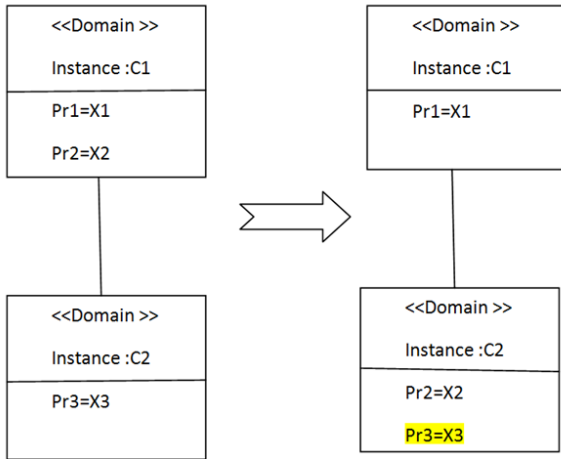 <<Domain >>
Instance :C1
Pr1=X1
Pr2=X2
<<Domain >>
Instance :C2
Pr3=X3
<<Domain >>
Instance :C1
Pr1=X1
<<Domain >>
Instance :C2
Pr2=X2
Pr3=X3